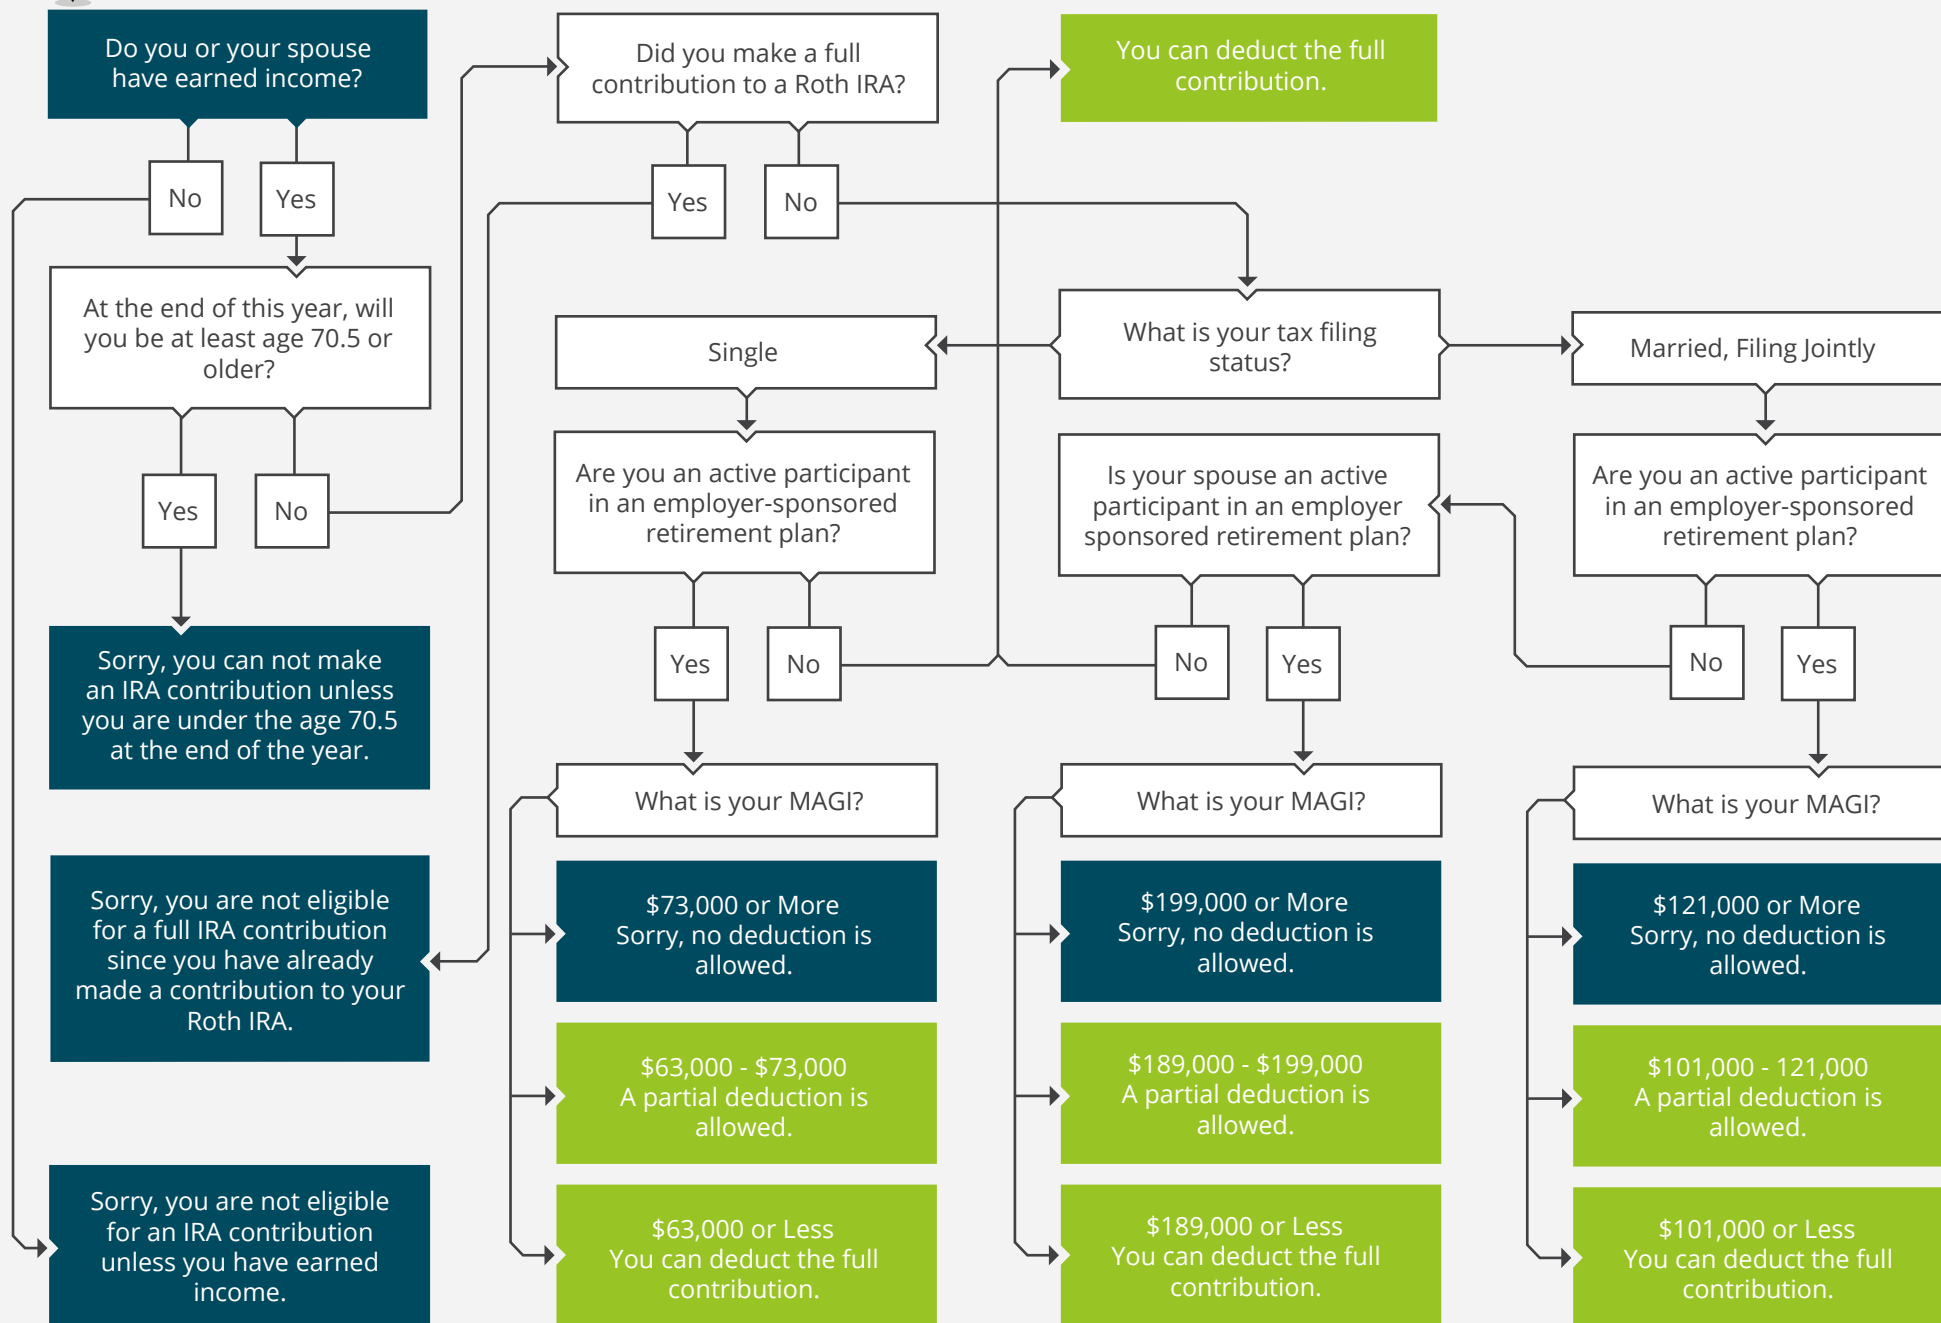 Do you or your spouse
have earned income?
No
Yes
At the end of this year, will
you be at least age 70.5 or
older?
Yes
No
Sorry, you can not make
an IRA contribution unless
you are under the age 70.5
at the end of the year.
Sorry, you are not eligible
for a full IRA contribution
since you have already
made a contribution to your
Roth IRA.
Sorry, you are not eligible
for an IRA contribution
unless you have earned
income.
Did you make a full
contribution to a Roth IRA?
Yes
No
You can deduct the full
contribution.
What is your tax filing
status?
Single
Are you an active participant
in an employer-sponsored
retirement plan?
Yes
No
What is your MAGI?
$73,000 or More
Sorry, no deduction is
allowed.
$63,000 - $73,000
A partial deduction is
allowed.
$63,000 or Less
You can deduct the full
contribution.
Is your spouse an active
participant in an employer
sponsored retirement plan?
No
Yes
What is your MAGI?
$199,000 or More
Sorry, no deduction is
allowed.
$189,000 - $199,000
A partial deduction is
allowed.
$189,000 or Less
You can deduct the full
contribution.
Married, Filing Jointly
Are you an active participant
in an employer-sponsored
retirement plan?
No
Yes
What is your MAGI?
$121,000 or More
Sorry, no deduction is
allowed.
$101,000 - 121,000
A partial deduction is
allowed.
$101,000 or Less
You can deduct the full
contribution.